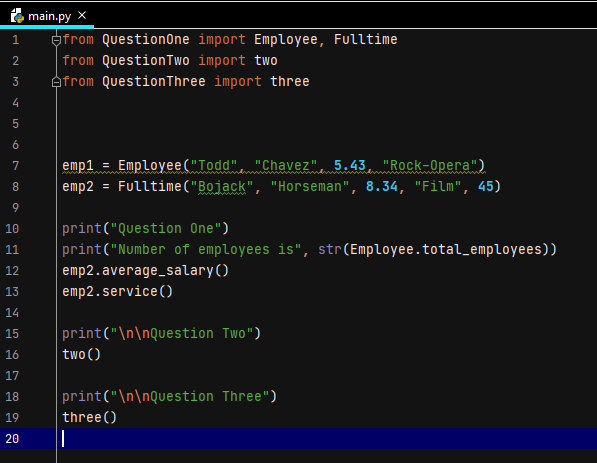 main.py
1 from QuestionOne import Employee, Fulltime
2 from QuestionTwo import two
3 from QuestionThree import three
4
5
6
7 emp1 = Employee("Todd", "Chavez", 5.43, "Rock-Opera")
8 emp2 = Fulltime("Bojack", "Horseman", 8.34, "Film", 45)
9
10 print("Question One")
11 print("Number of employees is", str(Employee.total_employees))
12 emp2.average_salary()
13 emp2.service()
14
15 print("\n\nQuestion Two")
16 two()
17
18 print("\n\nQuestion Three")
19 three()
20